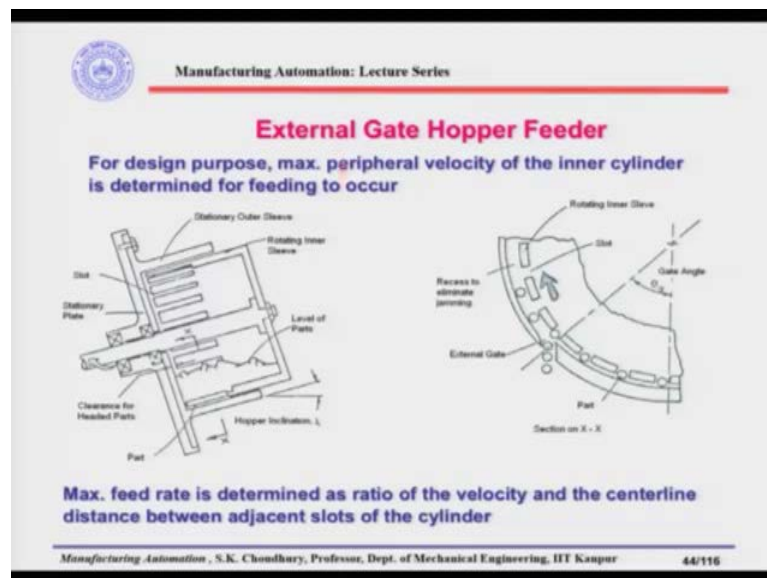 Manufacturing Automation: Lecture Series
External Gate Hopper Feeder
For design purpose, max. peripheral velocity of the inner cylinder
is determined for feeding to occur
Stationary Outer Sleeve
Rotating Inner
Sleeve
Slot
Stationary
Plate
Level of
Parts
Clearance for
Headed Parts
Hopper Inclination,
Part
X
X
Rotating Inner Sleve
Slot
Gate Angle
Recess to
eliminate
jamming
External Gate
Part
Section on X - X
Max. feed rate is determined as ratio of the velocity and the centerline
distance between adjacent slots of the cylinder
Manufacturing Automation , S.K. Choudhury, Professor, Dept. of Mechanical Engineering, IIT Kanpur
44/116